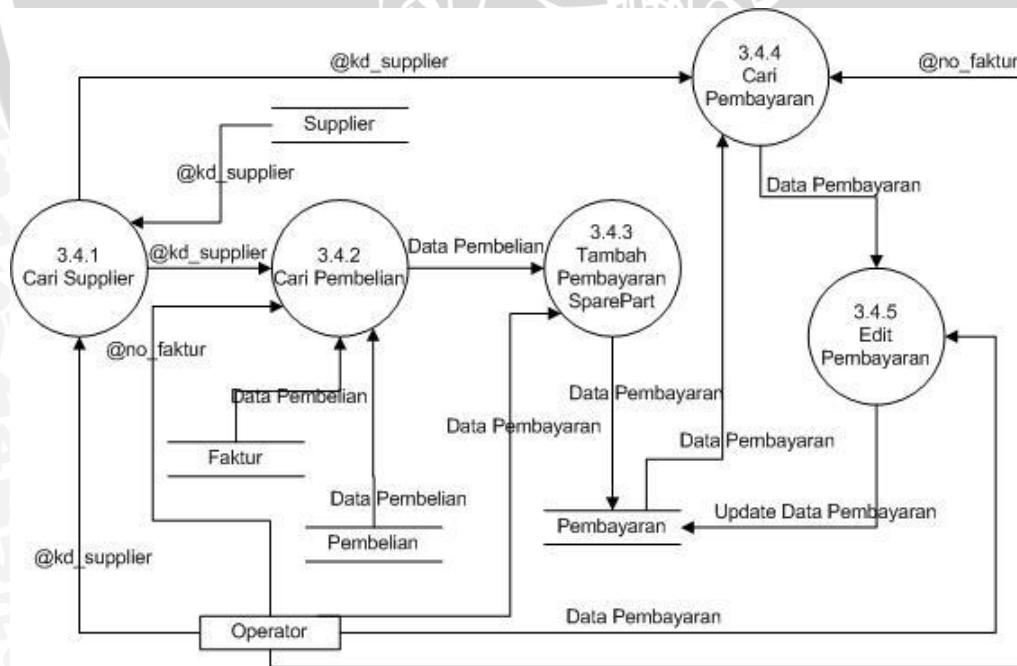 @kd_supplier
3.4.4
Cari
Pembayaran
@no_faktur
Supplier
@kd_supplier
Data Pembayaran
3.4.1
Cari Supplier
@kd_supplier
3.4.2
Cari Pembelian
Data Pembelian
3.4.3
Tambah
Pembayaran
SparePart
3.4.5
Edit
Pembayaran
@no_faktur
Data Pembelian
Data Pembayaran
Data Pembayaran
Data Pembayaran
Faktur
Data Pembelian
Pembelian
Pembayaran
Update Data Pembayaran
@kd_supplier
Operator
Data Pembayaran